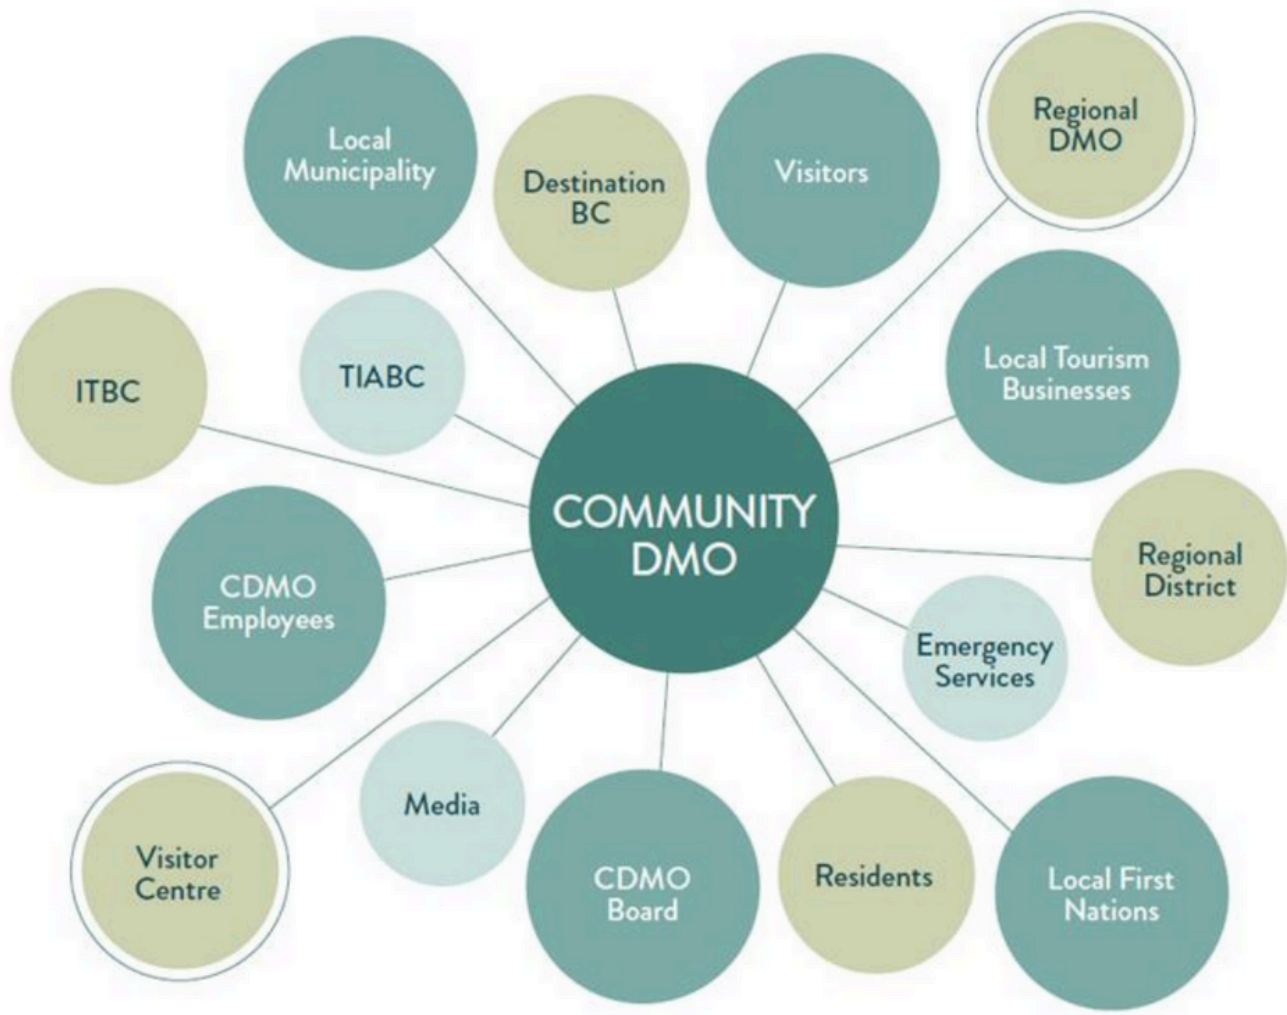 Regional
DMO
Local
Municipality
Destination
BC
Visitors
Local Tourism
Businesses
TIABC
ITBC
COMMUNITY
DMO
Regional
District
CDMO
Employees
Emergency
Services
Media
Visitor
Centre
CDMO
Board
Residents
Local First
Nations